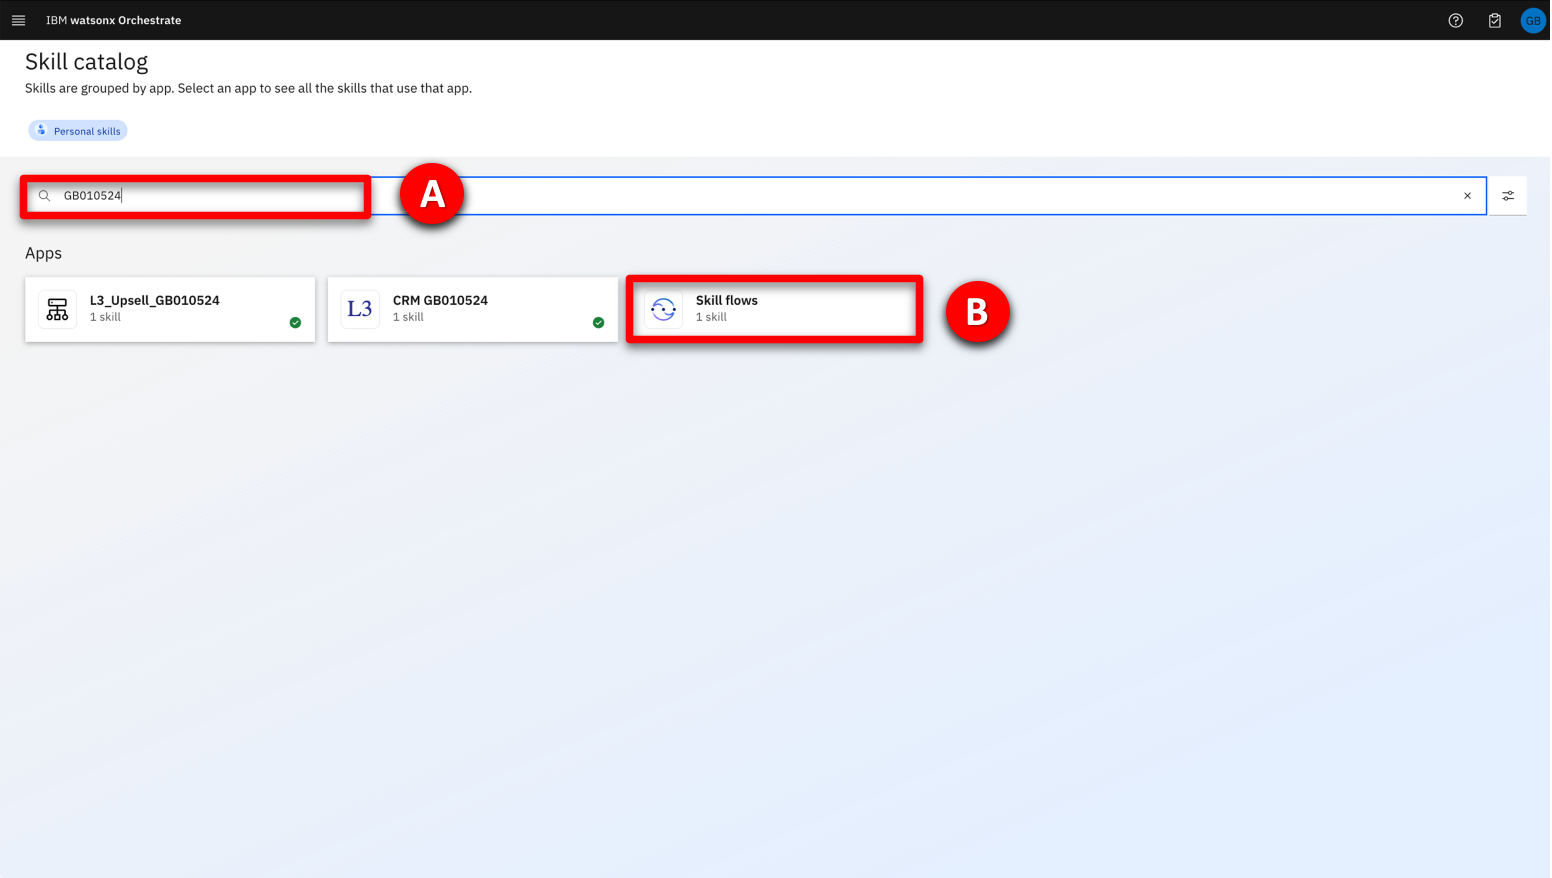 IBM watsonx Orchestrate
GB
Skill catalog
Skills are grouped by app. Select an app to see all the skills that use that app.
Personal skills
GB010524
A
Apps
L3_Upsell_GB010524
1 skill
L3
CRM GB010524
1 skill
Skill flows
1 skill
B